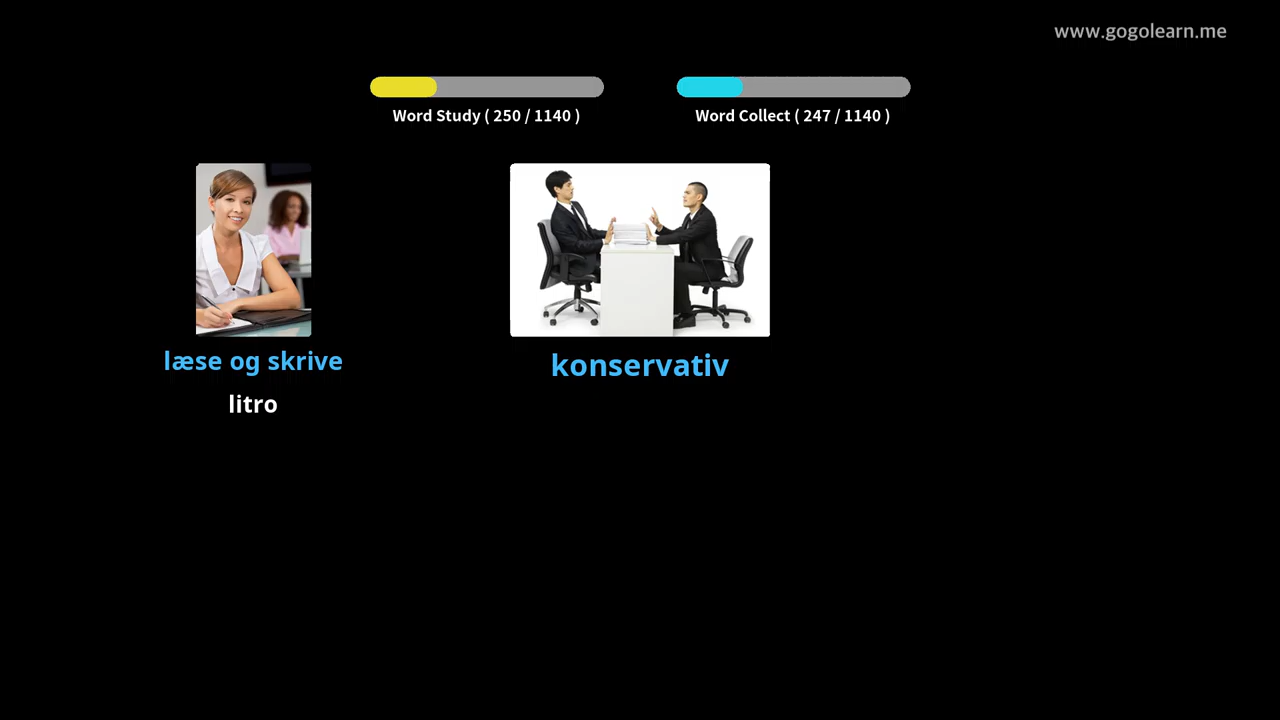 www.gogolearn.me
Word Study ( 250 / 1140 )
Word Collect ( 247 / 1140 )
læse og skrive
litro
konservativ